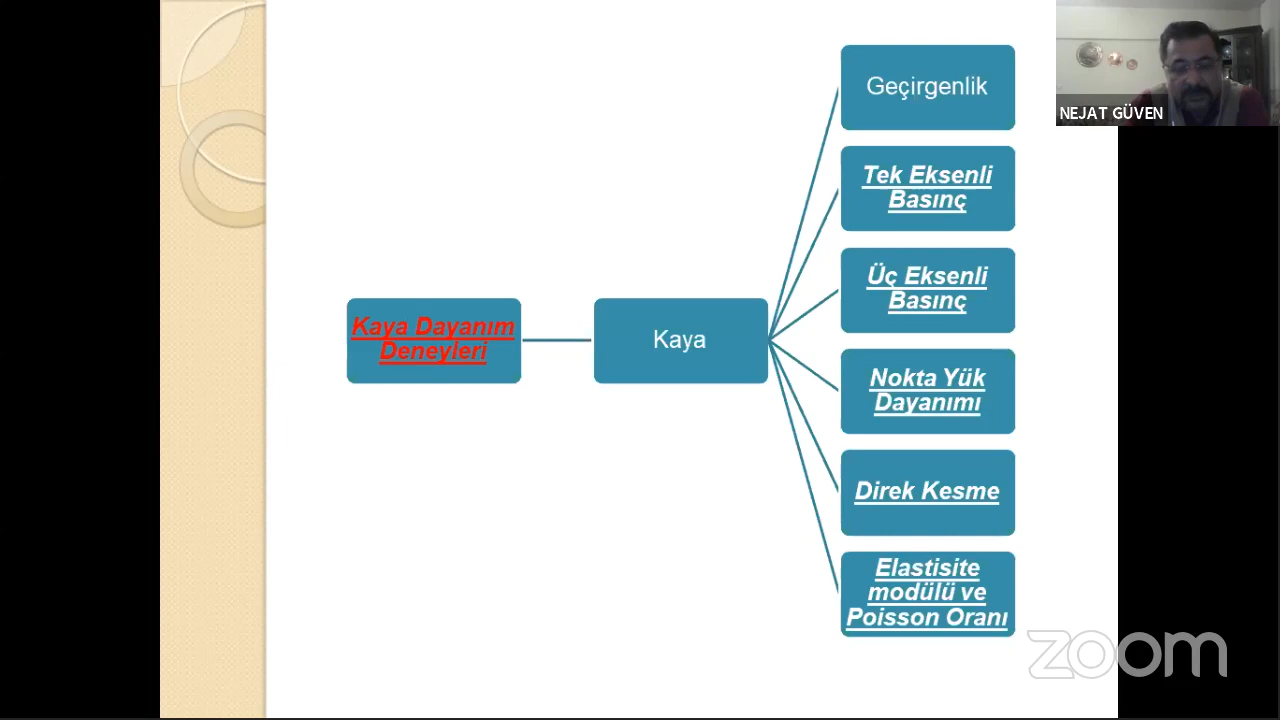 Geçirgenlik
NEJAT GÜVEN
Tek Eksenli
Basınç
Üç Eksenli
Basınç
Kaya Dayanım
Deneyleri
Kaya
Nokta Yük
Dayanımı
Direk Kesme
Elastisite
modülü ve
Poisson Oranı
zoom